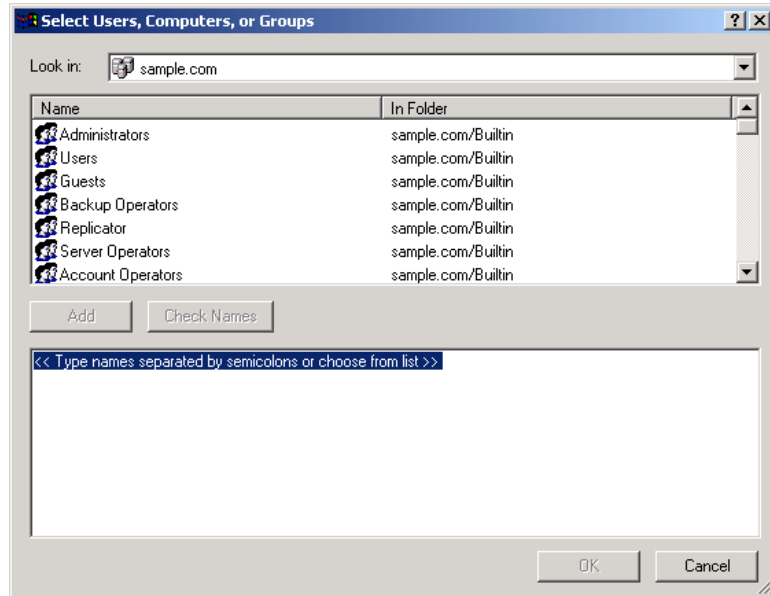 Select Users, Computers, or Groups
Look in: sample.com
Name In Folder
Administrators sample.com/Builtin
Users sample.com/Builtin
Guests sample.com/Builtin
Backup Operators sample.com/Builtin
Replicator sample.com/Builtin
Server Operators sample.com/Builtin
Account Operators sample.com/Builtin
Add Check Names
<< Type names separated by semicolons or choose from list >>
OK Cancel